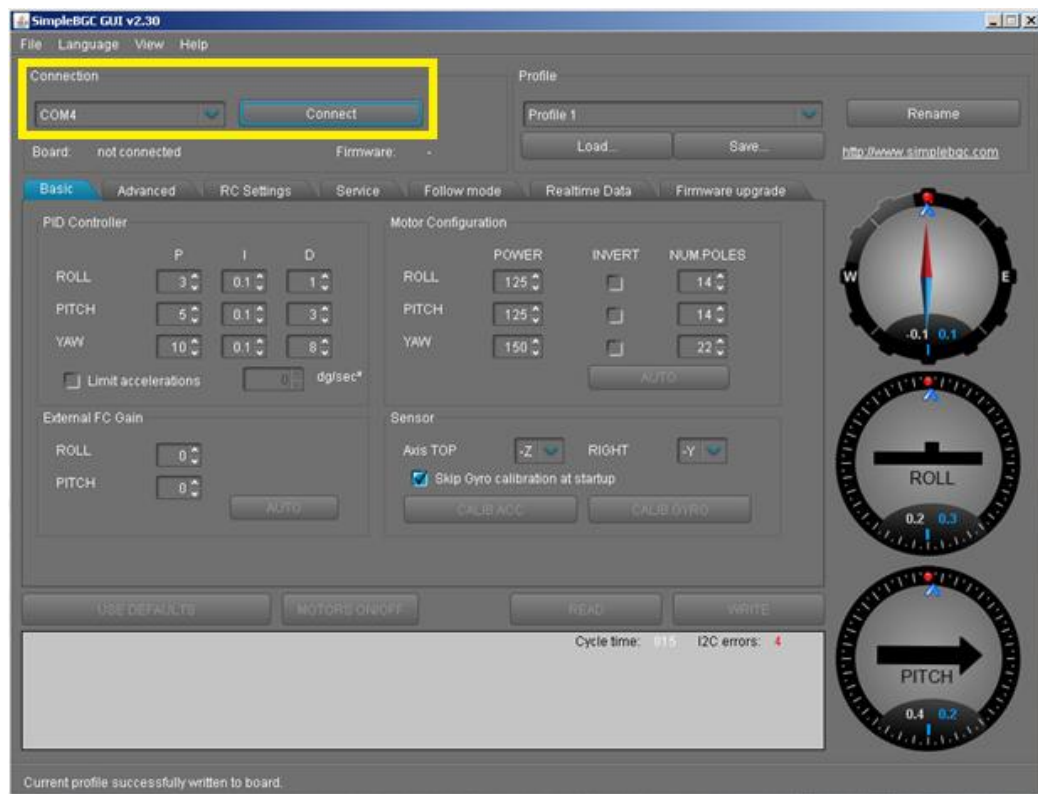 SimpleBGC GUI v2.30
File Language View Help
Connection
COM4 Connect
Board: not connected Firmware: -
Profile
Profile 1 Rename
Load... Save...
http://www.simplebgc.com
Basic Advanced RC Settings Service Follow mode Realtime Data Firmware upgrade
PID Controller
P I D
ROLL 3 0.1 1
PITCH 5 0.1 3
YAW 10 0.1 8
Limit accelerations 0 dg/sec²
Motor Configuration
POWER INVERT NUM.POLES
ROLL 125 14
PITCH 125 14
YAW 150 22
AUTO
External FC Gain
ROLL 0
PITCH 0
AUTO
Sensor
Axis TOP -Z RIGHT -Y
Skip Gyro calibration at startup
CALIB.ACC CALIB.GYRO
USE DEFAULTS MOTORS ON/OFF READ WRITE
Cycle time: 815 I2C errors: 4
W E
-0.1 0.1
ROLL
0.2 0.3
PITCH
0.4 0.2
Current profile successfully written to board.